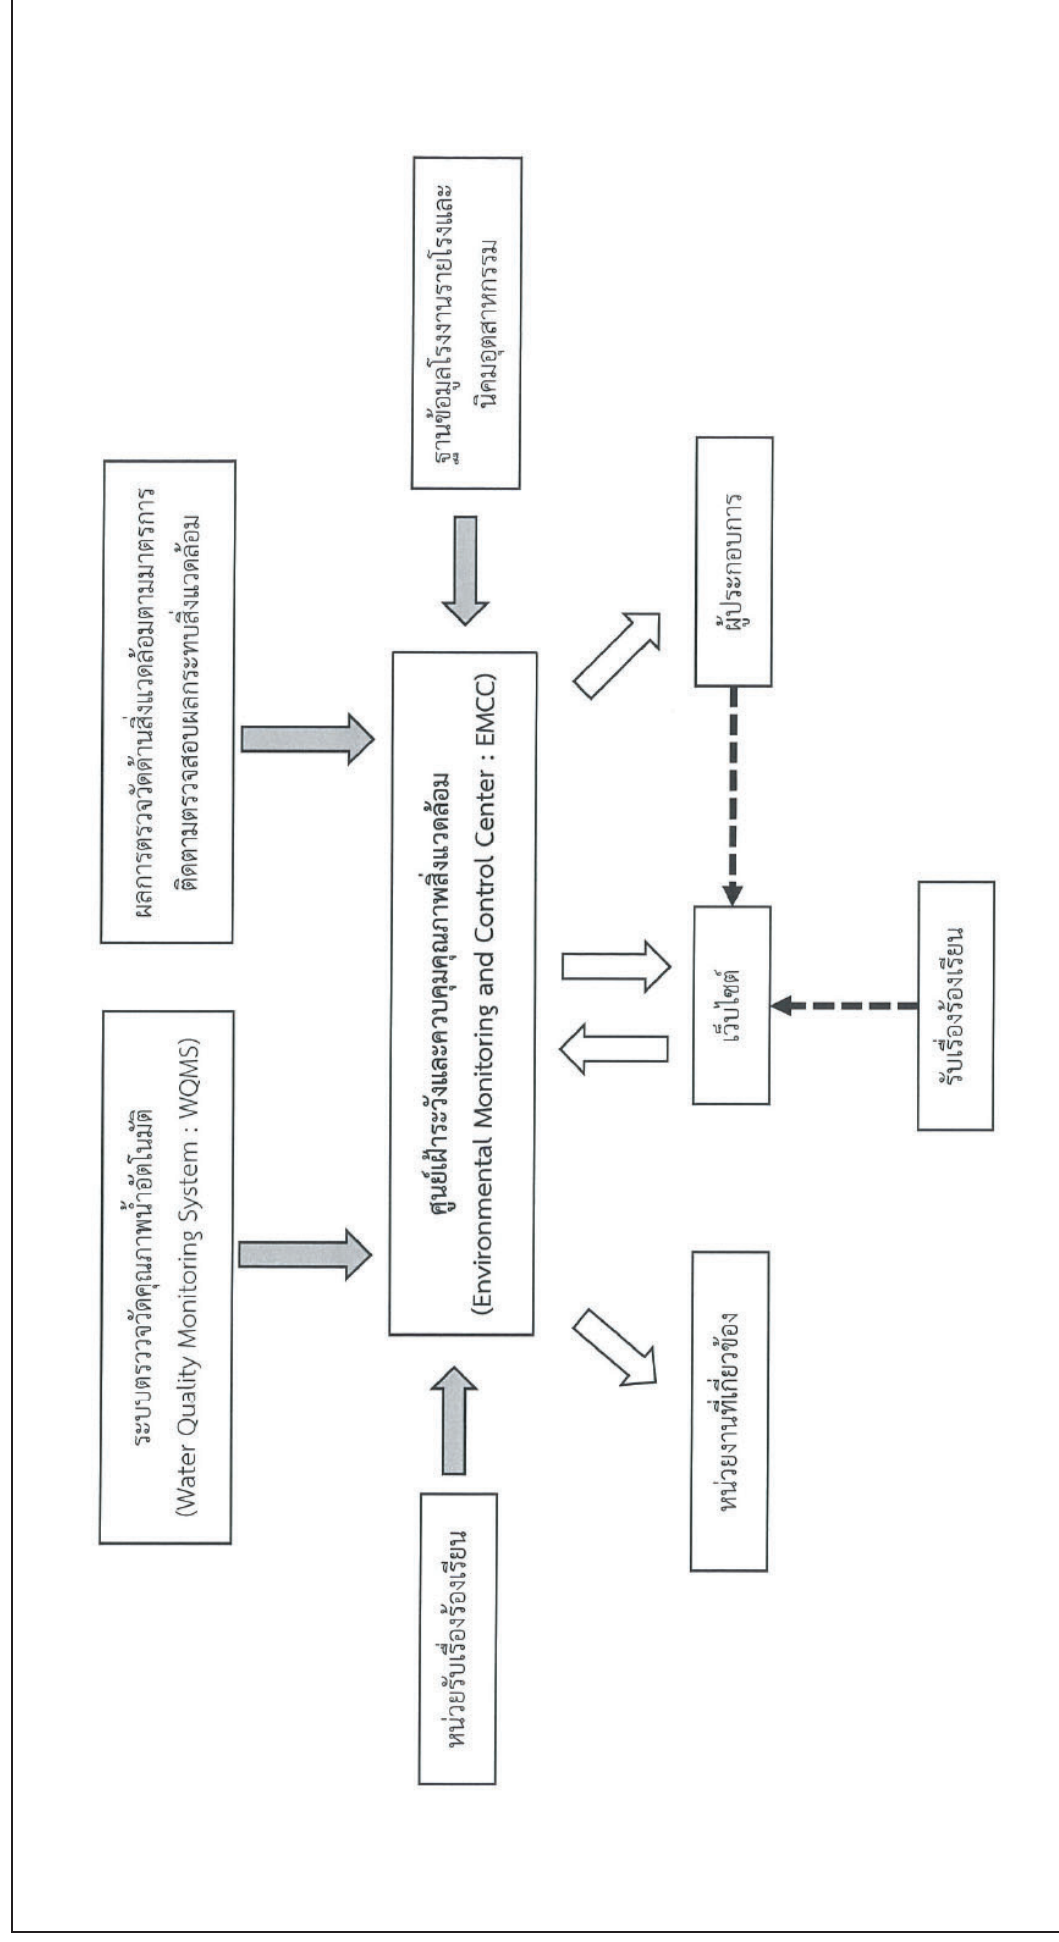 ระบบตรววจวัดคุณภาพน้ำอัตโนมัติ
(Water Quality Monitoring System : WQMS)
ผลการตรวจวัดด้านสิ่งแวดล้อมตามมาตรการ
ติดตามตรวจสอบผลกระทบสิ่งแวดล้อม
หน่วยรับเรื่องร้องเรียน
ศูนย์เฝ้าระวังและควบคุมคุณภาพสิ่งแวดล้อม
(Environmental Monitoring and Control Center : EMCC)
ฐานข้อมูลโรงงานรายโรงและ
นิคมอุตสาหกรรม
หน่วยงานที่เกี่ยวข้อง
เว็บไซต์
ผู้ประกอบการ
รับเรื่องร้องเรียน